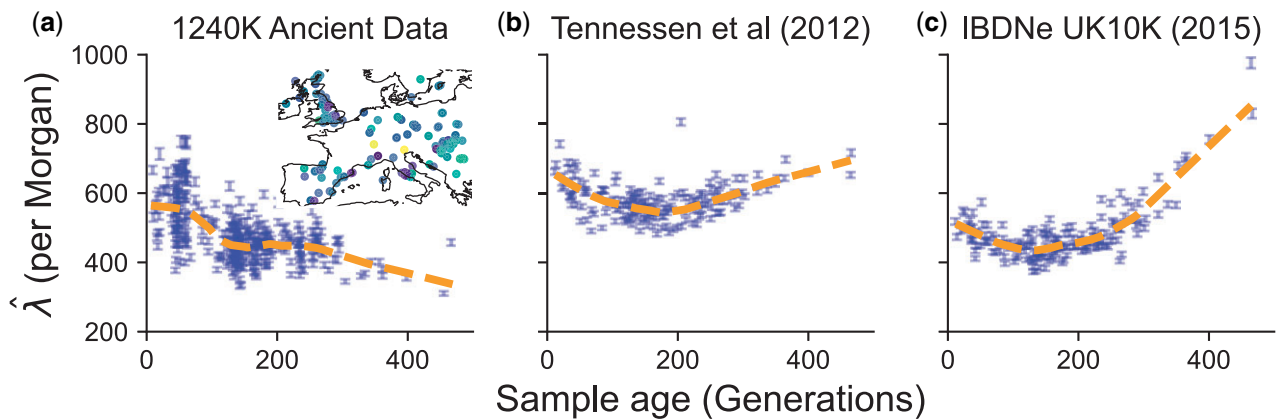 (a) 1240K Ancient Data
(b) Tennessen et al (2012)
(c) IBDNe UK10K (2015)
λ̂ (per Morgan)
1000
800
600
400
200
0 200 400
0 200 400
0 200 400
Sample age (Generations)